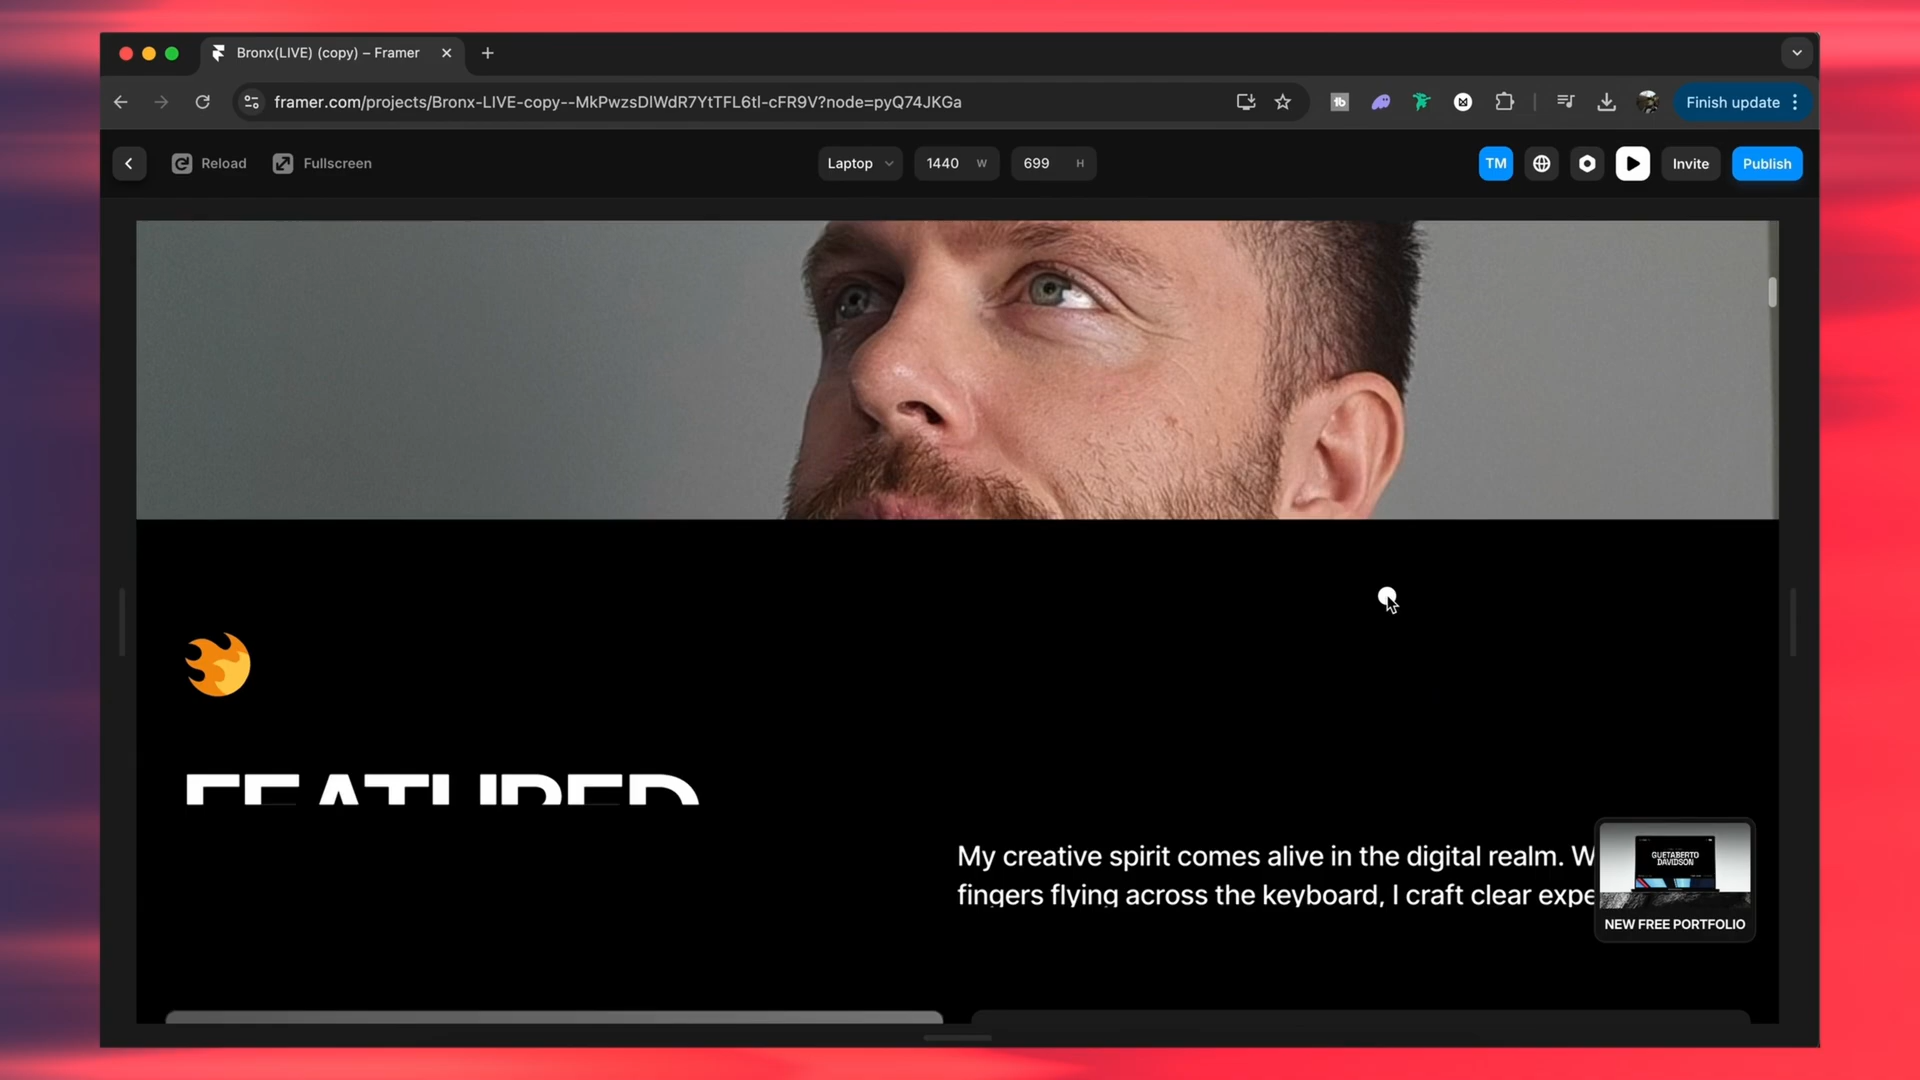 Bronx(LIVE) (copy) – Framer
framer.com/projects/Bronx-LIVE-copy--MkPwzsDIWdR7YtTFL6tI-cFR9V?node=pyQ74JKGa
tb
Finish update
Reload
Fullscreen
Laptop
1440 W
699 H
TM
Invite
Publish
FEATURED
My creative spirit comes alive in the digital realm. W
fingers flying across the keyboard, I craft clear expe
GUETABERTO
DAVIDSON
NEW FREE PORTFOLIO